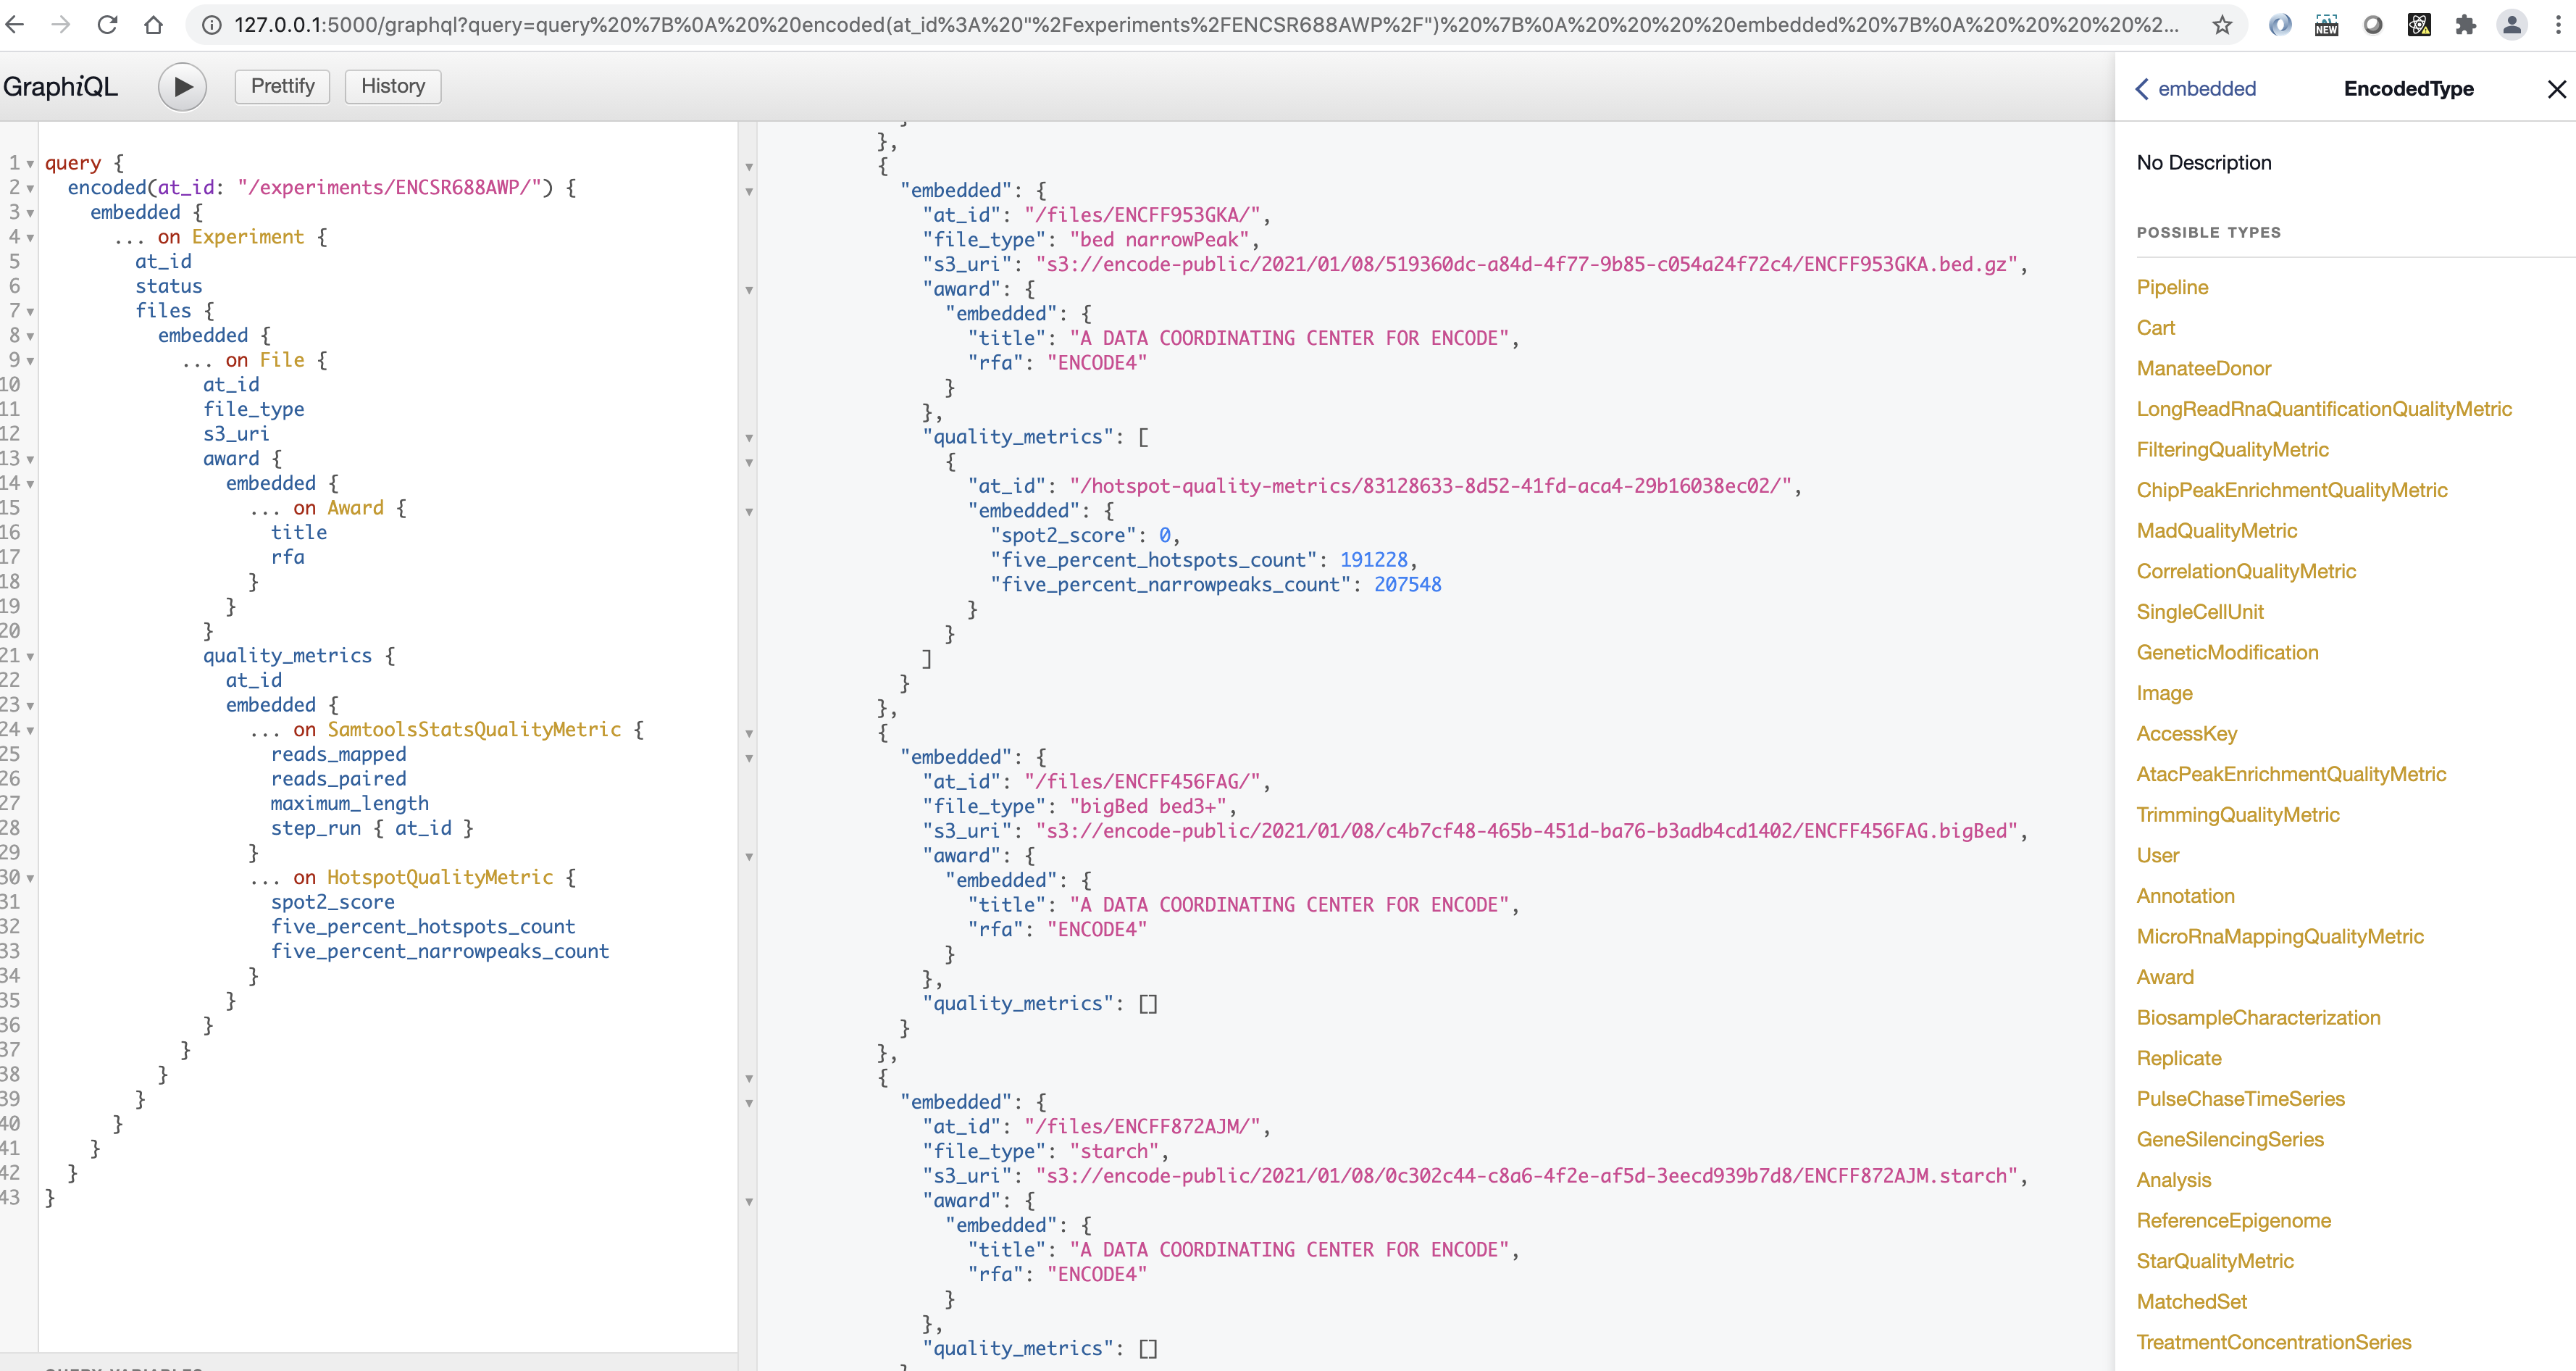 127.0.0.1:5000/graphql?query=query%20%7B%0A%20%20encoded(at_id%3A%20"%2Fexperiments%2FENCSR688AWP%2F")%20%7B%0A%20%20%20%20embedded%20%7B%0A%20%20%20%20%20%2...
NEW
GraphiQL
Prettify
History
1 query {
2 encoded(at_id: "/experiments/ENCSR688AWP/") {
3 embedded {
4 ... on Experiment {
5 at_id
6 status
7 files {
8 embedded {
9 ... on File {
10 at_id
11 file_type
12 s3_uri
13 award {
14 embedded {
15 ... on Award {
16 title
17 rfa
18 }
19 }
20 }
21 quality_metrics {
22 at_id
23 embedded {
24 ... on SamtoolsStatsQualityMetric {
25 reads_mapped
26 reads_paired
27 maximum_length
28 step_run { at_id }
29 }
30 ... on HotspotQualityMetric {
31 spot2_score
32 five_percent_hotspots_count
33 five_percent_narrowpeaks_count
34 }
35 }
36 }
37 }
38 }
39 }
40 }
41 }
42 }
43 }
},
{
"embedded": {
"at_id": "/files/ENCFF953GKA/",
"file_type": "bed narrowPeak",
"s3_uri": "s3://encode-public/2021/01/08/519360dc-a84d-4f77-9b85-c054a24f72c4/ENCFF953GKA.bed.gz",
"award": {
"embedded": {
"title": "A DATA COORDINATING CENTER FOR ENCODE",
"rfa": "ENCODE4"
}
},
"quality_metrics": [
{
"at_id": "/hotspot-quality-metrics/83128633-8d52-41fd-aca4-29b16038ec02/",
"embedded": {
"spot2_score": 0,
"five_percent_hotspots_count": 191228,
"five_percent_narrowpeaks_count": 207548
}
}
]
}
},
{
"embedded": {
"at_id": "/files/ENCFF456FAG/",
"file_type": "bigBed bed3+",
"s3_uri": "s3://encode-public/2021/01/08/c4b7cf48-465b-451d-ba76-b3adb4cd1402/ENCFF456FAG.bigBed",
"award": {
"embedded": {
"title": "A DATA COORDINATING CENTER FOR ENCODE",
"rfa": "ENCODE4"
}
},
"quality_metrics": []
}
},
{
"embedded": {
"at_id": "/files/ENCFF872AJM/",
"file_type": "starch",
"s3_uri": "s3://encode-public/2021/01/08/0c302c44-c8a6-4f2e-af5d-3eecd939b7d8/ENCFF872AJM.starch",
"award": {
"embedded": {
"title": "A DATA COORDINATING CENTER FOR ENCODE",
"rfa": "ENCODE4"
}
},
"quality_metrics": []
embedded
EncodedType
No Description
POSSIBLE TYPES
Pipeline
Cart
ManateeDonor
LongReadRnaQuantificationQualityMetric
FilteringQualityMetric
ChipPeakEnrichmentQualityMetric
MadQualityMetric
CorrelationQualityMetric
SingleCellUnit
GeneticModification
Image
AccessKey
AtacPeakEnrichmentQualityMetric
TrimmingQualityMetric
User
Annotation
MicroRnaMappingQualityMetric
Award
BiosampleCharacterization
Replicate
PulseChaseTimeSeries
GeneSilencingSeries
Analysis
ReferenceEpigenome
StarQualityMetric
MatchedSet
TreatmentConcentrationSeries